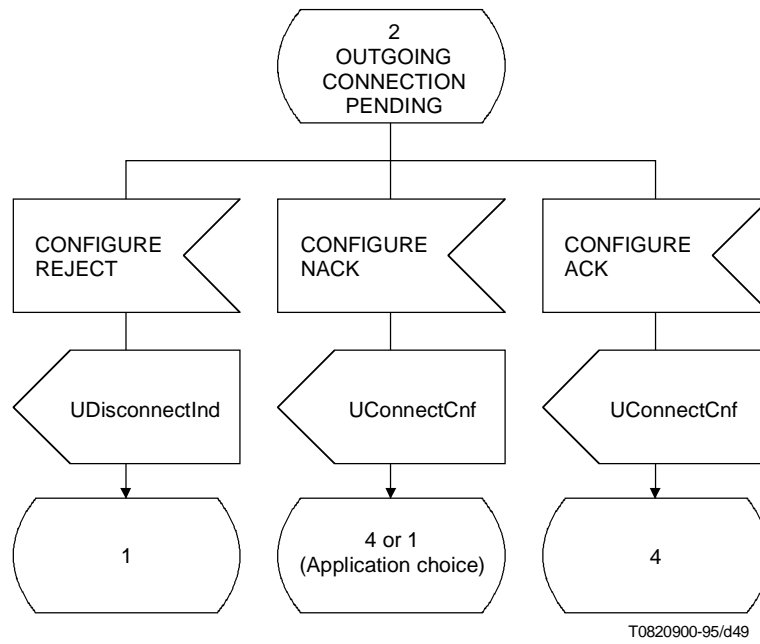 2
OUTGOING
CONNECTION
PENDING
CONFIGURE
REJECT
CONFIGURE
NACK
CONFIGURE
ACK
UDisconnectInd
UConnectCnf
UConnectCnf
1
4 or 1
(Application choice)
4
T0820900-95/d49